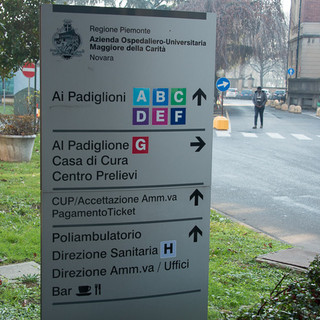 Regione Piemonte
Azienda Ospedaliero-Universitaria
Maggiore della Carità
Novara
Ai Padiglioni A B C
D E F
Al Padiglione G
Casa di Cura
Centro Prelievi
CUP/Accettazione Amm.va
PagamentoTicket
Poliambulatorio
Direzione Sanitaria H
Direzione Amm.va / Uffici
Bar